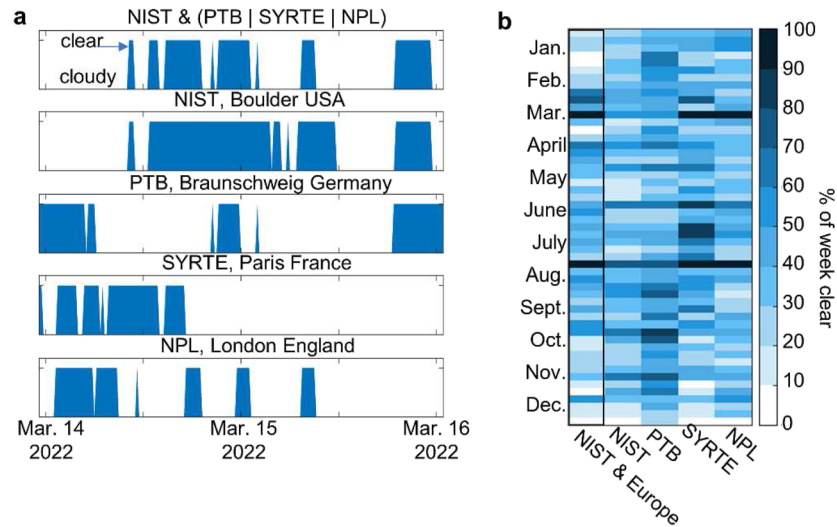 a
NIST & (PTB | SYRTE | NPL)
clear
cloudy
NIST, Boulder USA
PTB, Braunschweig Germany
SYRTE, Paris France
NPL, London England
Mar. 14
2022
Mar. 15
2022
Mar. 16
2022
b
Jan.
Feb.
Mar.
April
May
June
July
Aug.
Sept.
Oct.
Nov.
Dec.
NIST & Europe
NIST
PTB
SYRTE
NPL
100
90
80
70
60
50
40
30
20
10
0
% of week clear